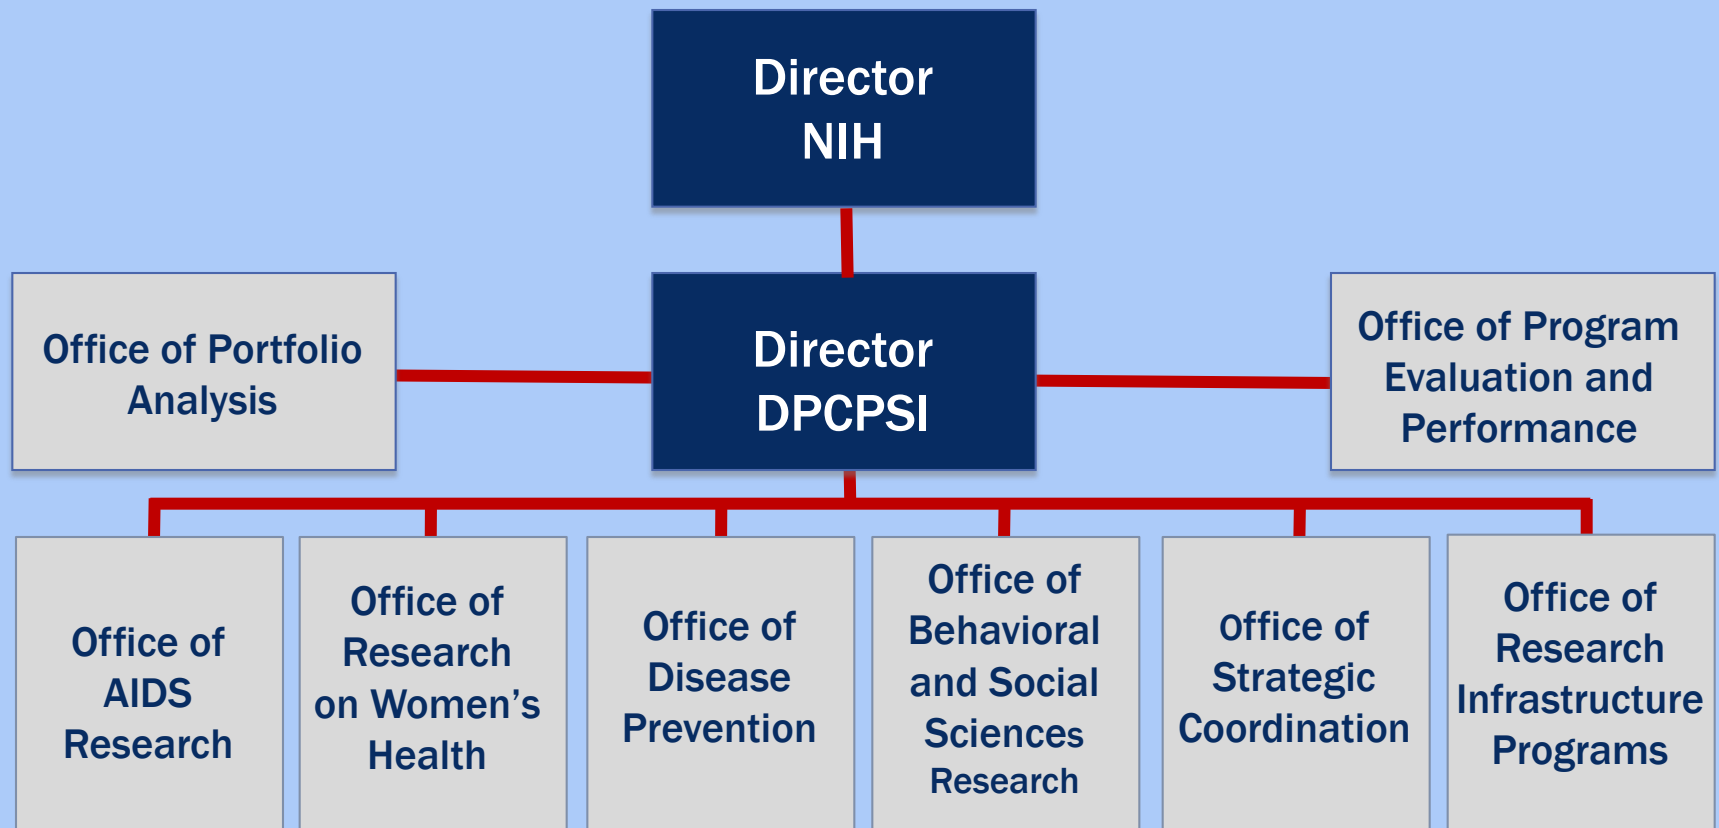 Director
NIH
Office of Portfolio
Analysis
Director
DPCPSI
Office of Program
Evaluation and
Performance
Office of
AIDS
Research
Office of
Research
on Women’s
Health
Office of
Disease
Prevention
Office of
Behavioral
and Social
Sciences
Research
Office of
Strategic
Coordination
Office of
Research
Infrastructure
Programs